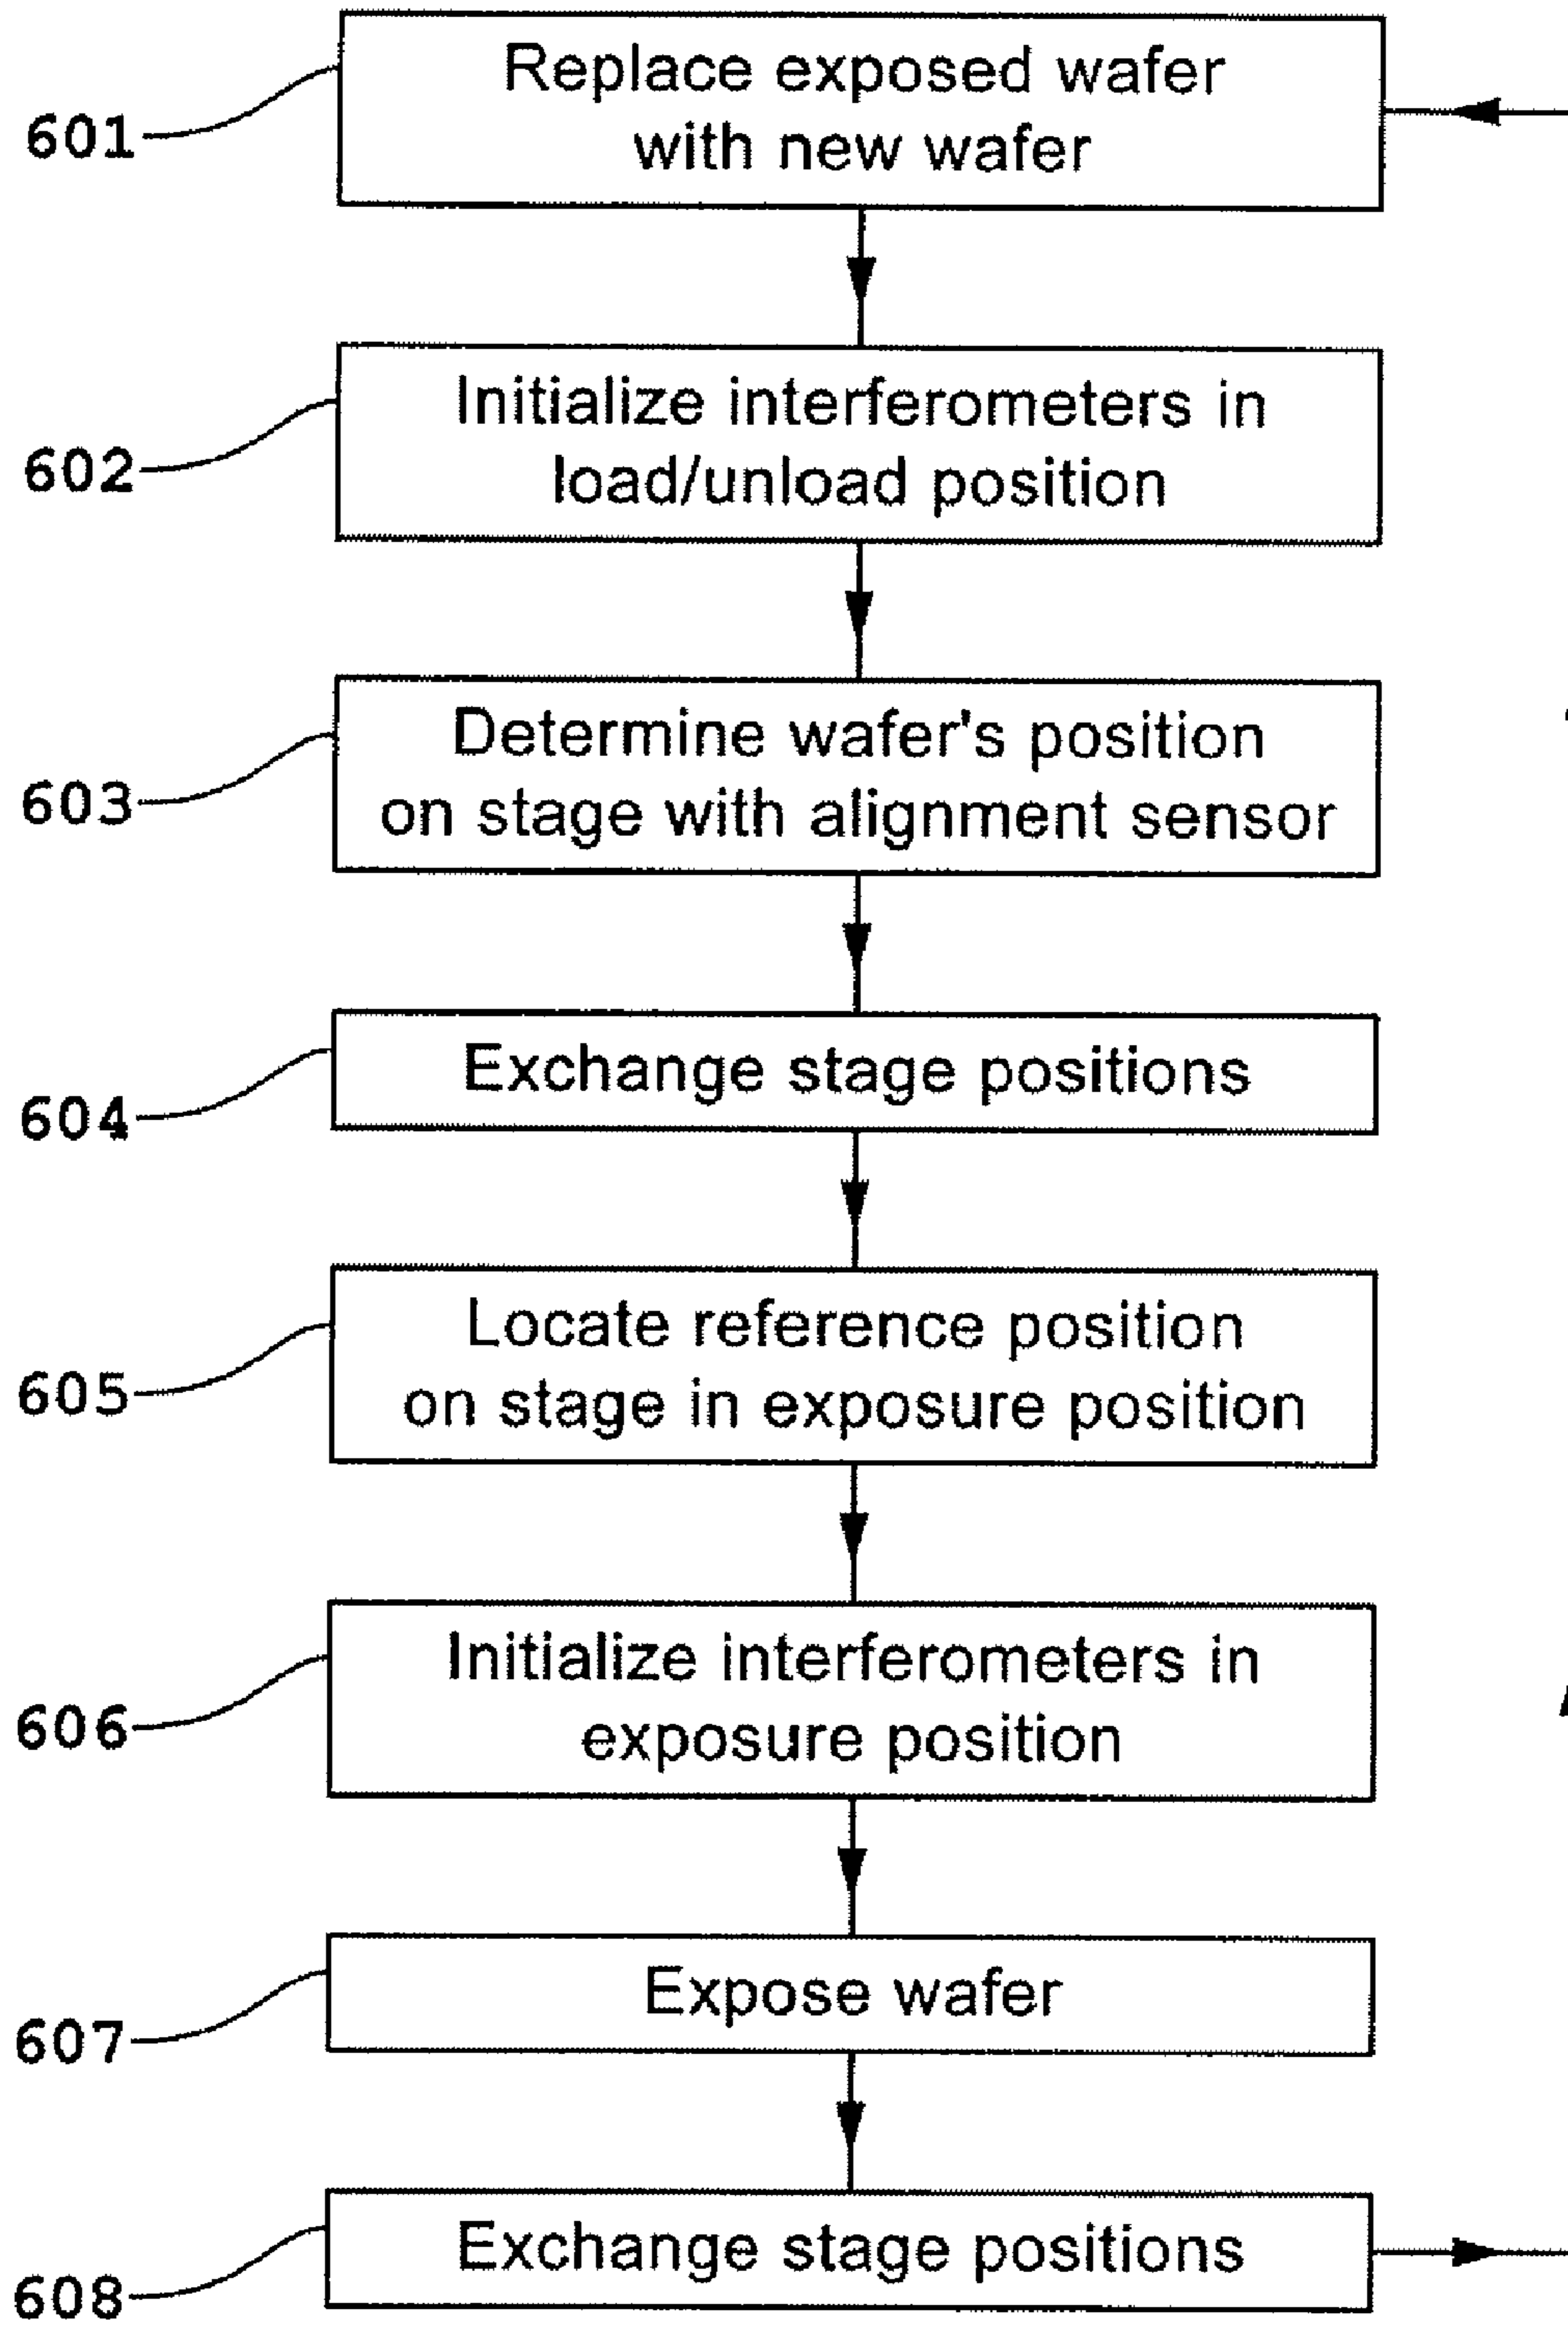 601
Replace exposed wafer
with new wafer
602
Initialize interferometers in
load/unload position
603
Determine wafer's position
on stage with alignment sensor
604
Exchange stage positions
605
Locate reference position
on stage in exposure position
606
Initialize interferometers in
exposure position
607
Expose wafer
608
Exchange stage positions